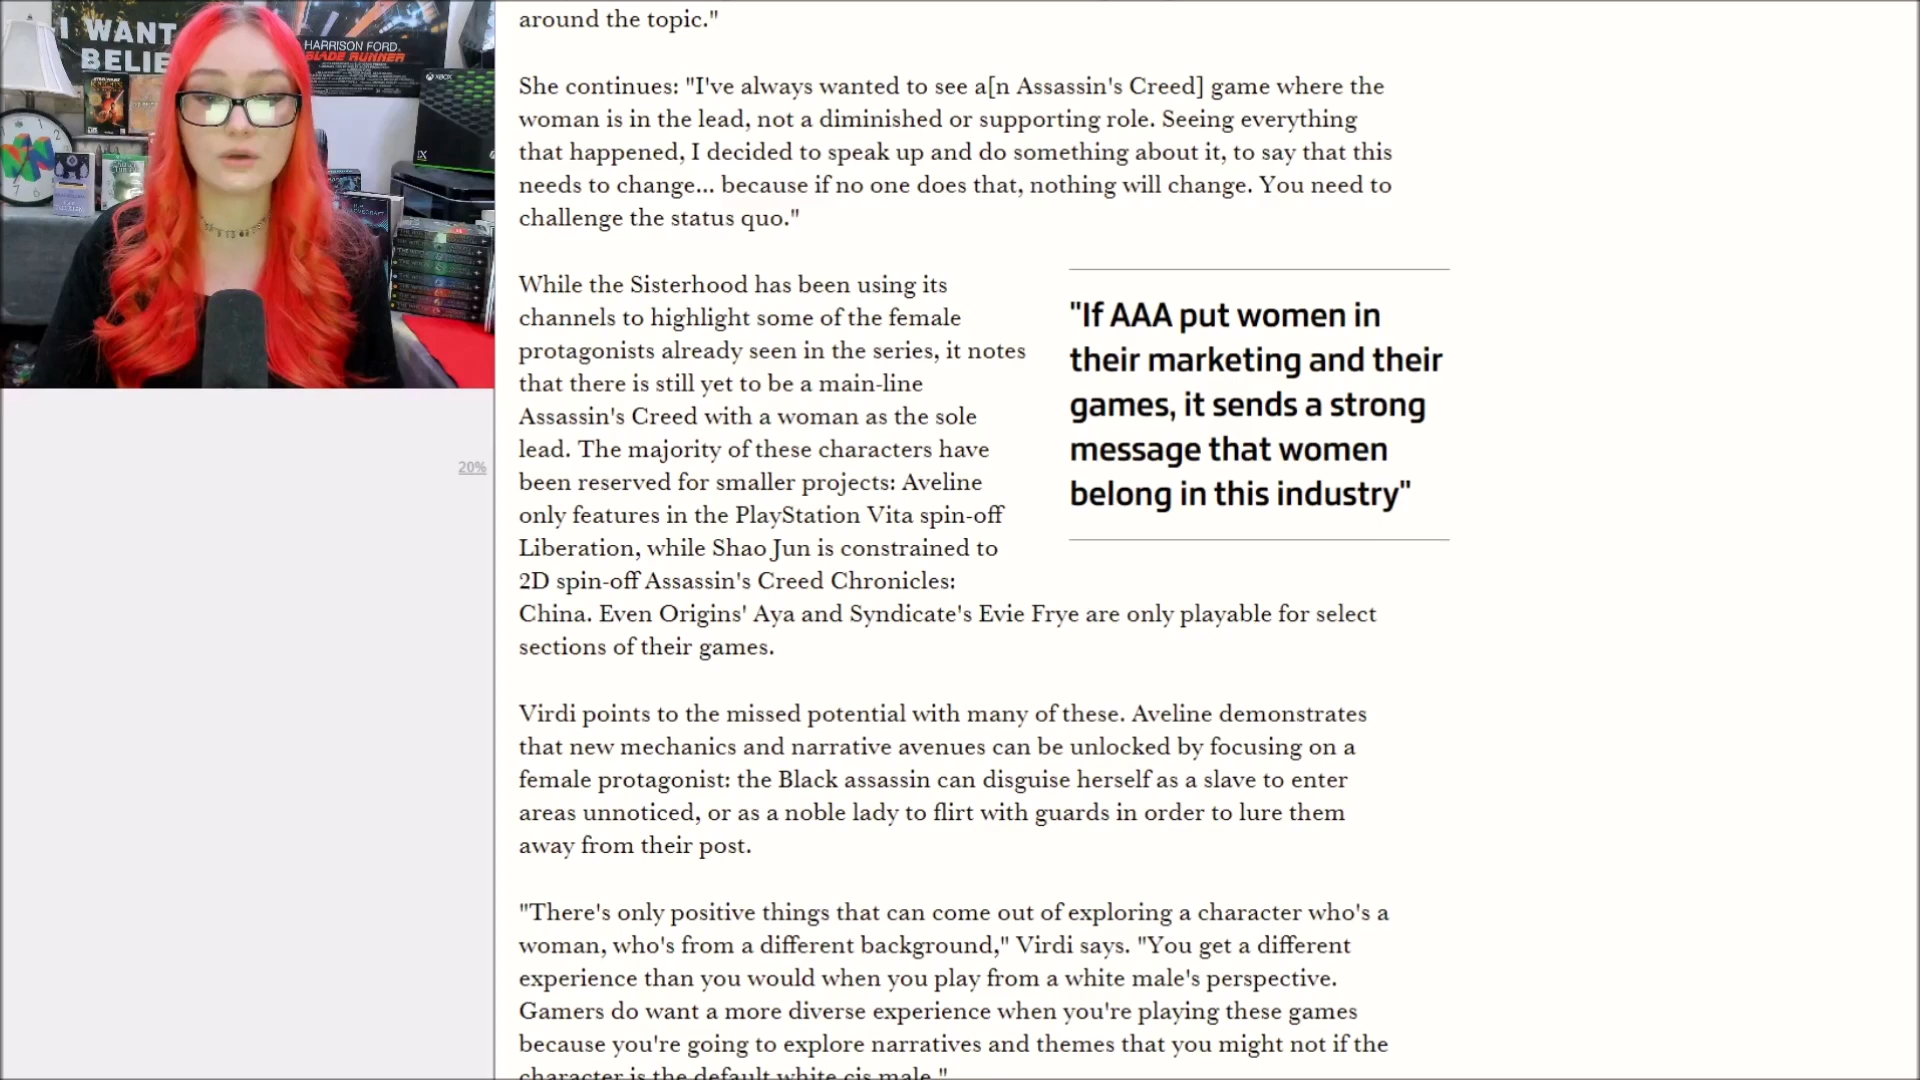 I WANT
BELIE
HARRISON FORD.
BLADE RUNNER
XBOX
around the topic."
She continues: "I've always wanted to see a[n Assassin's Creed] game where the
woman is in the lead, not a diminished or supporting role. Seeing everything
that happened, I decided to speak up and do something about it, to say that this
needs to change... because if no one does that, nothing will change. You need to
challenge the status quo."
While the Sisterhood has been using its
channels to highlight some of the female
protagonists already seen in the series, it notes
that there is still yet to be a main-line
Assassin's Creed with a woman as the sole
lead. The majority of these characters have
been reserved for smaller projects: Aveline
only features in the PlayStation Vita spin-off
Liberation, while Shao Jun is constrained to
2D spin-off Assassin's Creed Chronicles:
China. Even Origins' Aya and Syndicate's Evie Frye are only playable for select
sections of their games.
"If AAA put women in
their marketing and their
games, it sends a strong
message that women
belong in this industry"
20%
Virdi points to the missed potential with many of these. Aveline demonstrates
that new mechanics and narrative avenues can be unlocked by focusing on a
female protagonist: the Black assassin can disguise herself as a slave to enter
areas unnoticed, or as a noble lady to flirt with guards in order to lure them
away from their post.
"There's only positive things that can come out of exploring a character who's a
woman, who's from a different background," Virdi says. "You get a different
experience than you would when you play from a white male's perspective.
Gamers do want a more diverse experience when you're playing these games
because you're going to explore narratives and themes that you might not if the
character is the default white cis male."